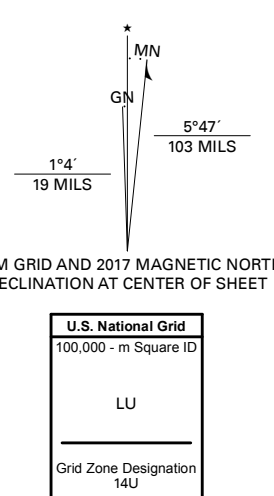 ★
MN
GN
5°47´
103 MILS
1°4´
19 MILS
M GRID AND 2017 MAGNETIC NORTH
ECLINATION AT CENTER OF SHEET
U.S. National Grid
100,000 - m Square ID
LU
Grid Zone Designation
14U